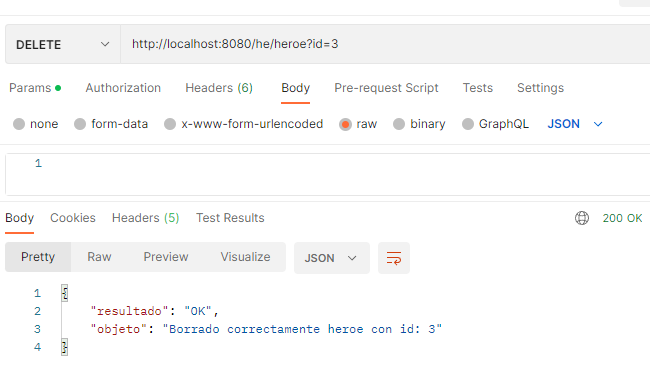 DELETE http://localhost:8080/he/heroe?id=3
Params Authorization Headers (6) Body Pre-request Script Tests Settings
none form-data x-www-form-urlencoded raw binary GraphQL JSON
1
Body Cookies Headers (5) Test Results 200 OK
Pretty Raw Preview Visualize JSON
1 {
2 "resultado": "OK",
3 "objeto": "Borrado correctamente heroe con id: 3"
4 }